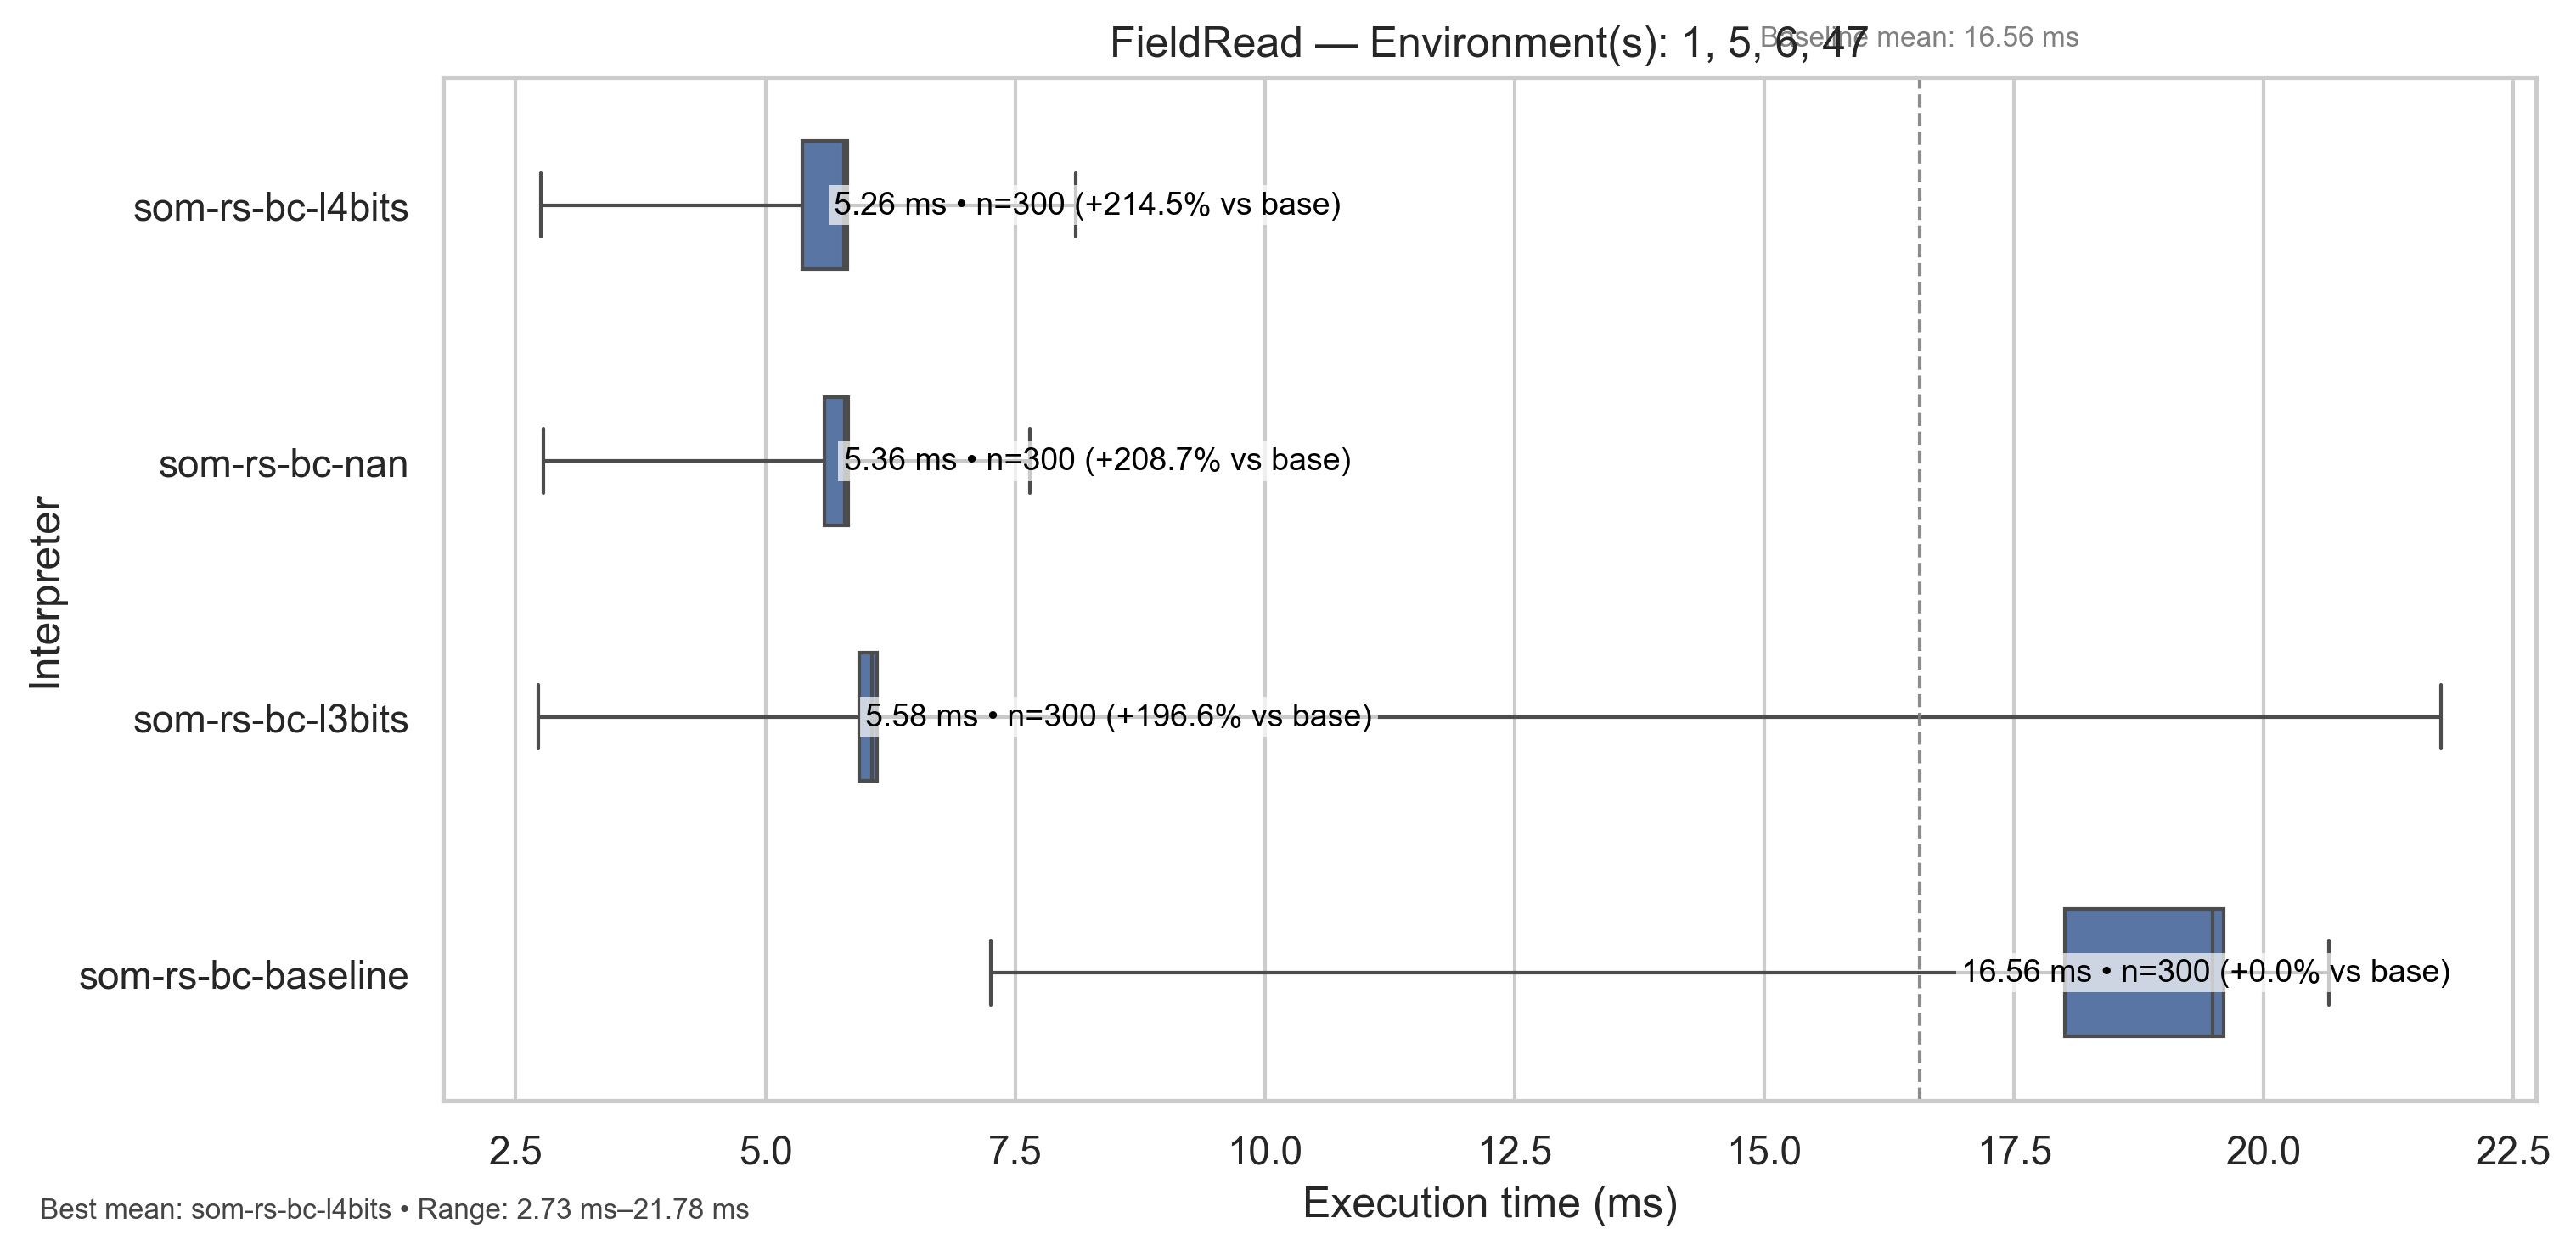 FieldRead — Environment(s): 1, 5, 6, 47
Baseline mean: 16.56 ms
Interpreter
som-rs-bc-l4bits
5.26 ms • n=300 (+214.5% vs base)
som-rs-bc-nan
5.36 ms • n=300 (+208.7% vs base)
som-rs-bc-l3bits
5.58 ms • n=300 (+196.6% vs base)
som-rs-bc-baseline
16.56 ms • n=300 (+0.0% vs base)
2.5 5.0 7.5 10.0 12.5 15.0 17.5 20.0 22.5
Execution time (ms)
Best mean: som-rs-bc-l4bits • Range: 2.73 ms–21.78 ms